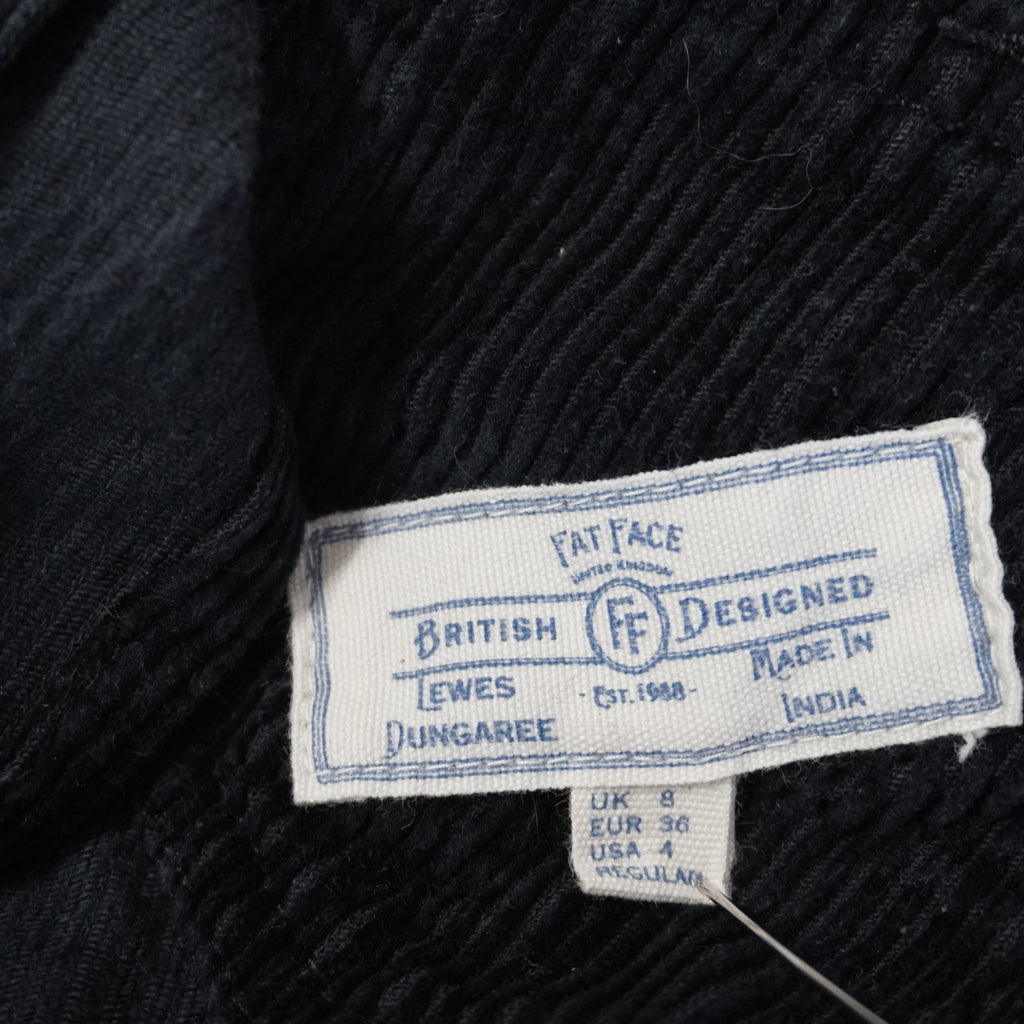 FAT FACE
UNITED KINGDOM
BRITISH FF DESIGNED
LEWES DUNGAREE
- EST. 1988 -
MADE IN INDIA
UK 8
EUR 36
USA 4
REGULAR